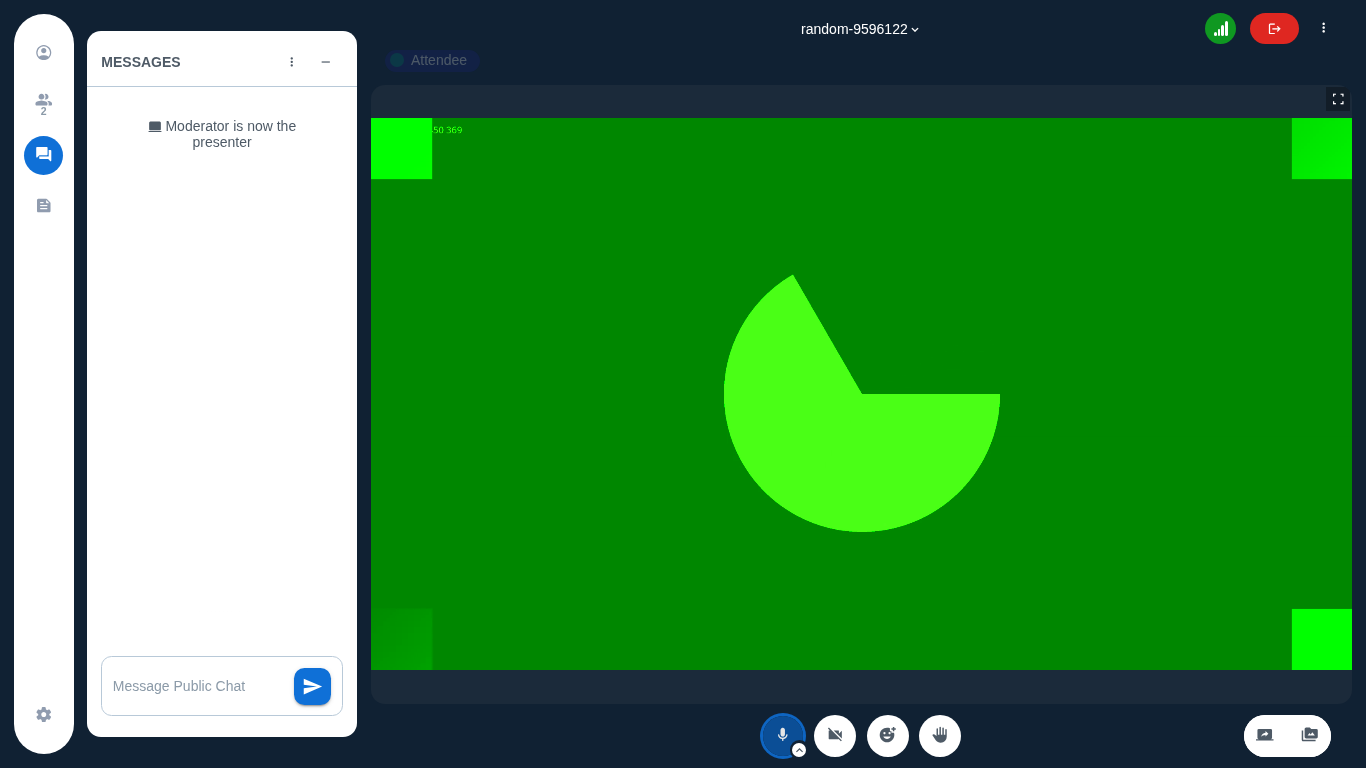 random-9596122
Attendee
MESSAGES
2
Moderator is now the
presenter
50 369
Message Public Chat